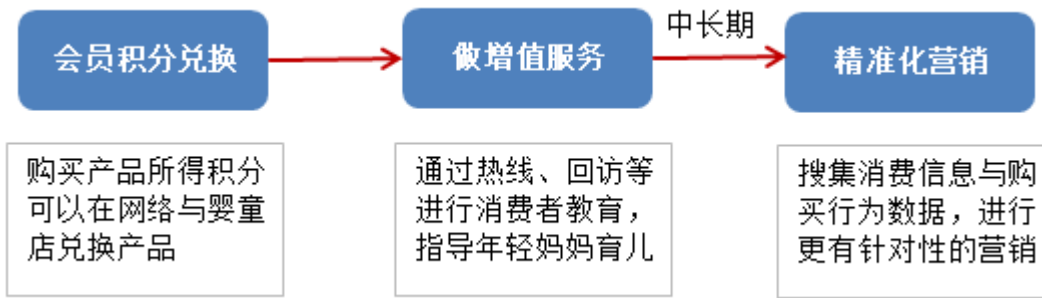 会员积分兑换
做增值服务
中长期
精准化营销
购买产品所得积分
可以在网络与婴童
店兑换产品
通过热线、回访等
进行消费者教育，
指导年轻妈妈育儿
搜集消费信息与购
买行为数据，进行
更有针对性的营销